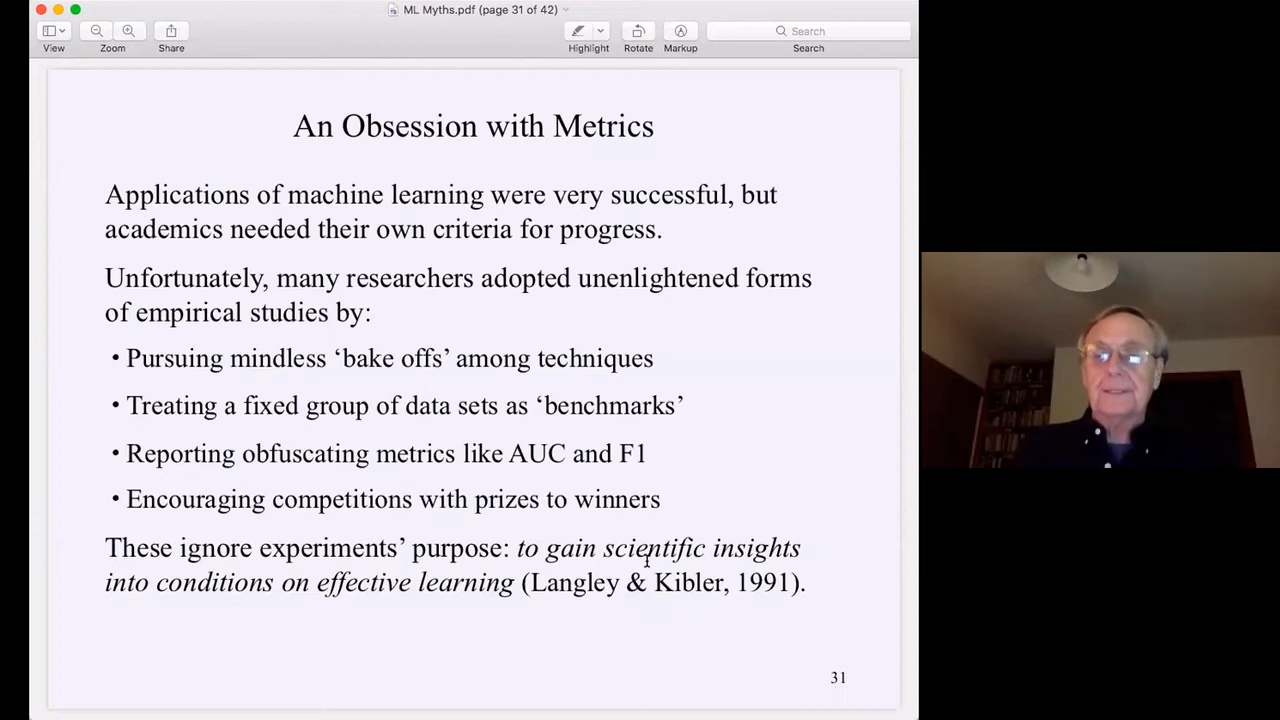 ML Myths.pdf (page 31 of 42)
View
Zoom
Share
Highlight
Rotate
Markup
Search
Search
An Obsession with Metrics
Applications of machine learning were very successful, but
academics needed their own criteria for progress.
Unfortunately, many researchers adopted unenlightened forms
of empirical studies by:
• Pursuing mindless ‘bake offs’ among techniques
• Treating a fixed group of data sets as ‘benchmarks’
• Reporting obfuscating metrics like AUC and F1
• Encouraging competitions with prizes to winners
These ignore experiments’ purpose: to gain scientific insights
into conditions on effective learning (Langley & Kibler, 1991).
31